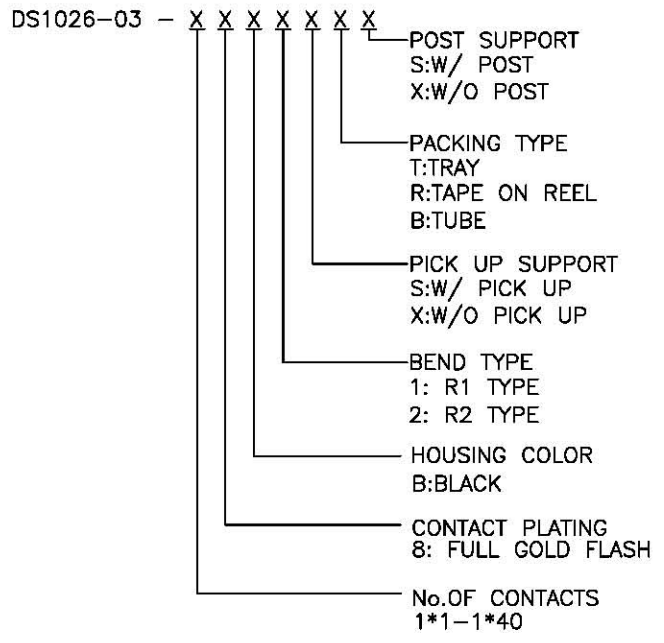 DS1026-03 - X X X X X X X
POST SUPPORT
S:W/ POST
X:W/O POST
PACKING TYPE
T:TRAY
R:TAPE ON REEL
B:TUBE
PICK UP SUPPORT
S:W/ PICK UP
X:W/O PICK UP
BEND TYPE
1: R1 TYPE
2: R2 TYPE
HOUSING COLOR
B:BLACK
CONTACT PLATING
8: FULL GOLD FLASH
No.OF CONTACTS
1*1-1*40